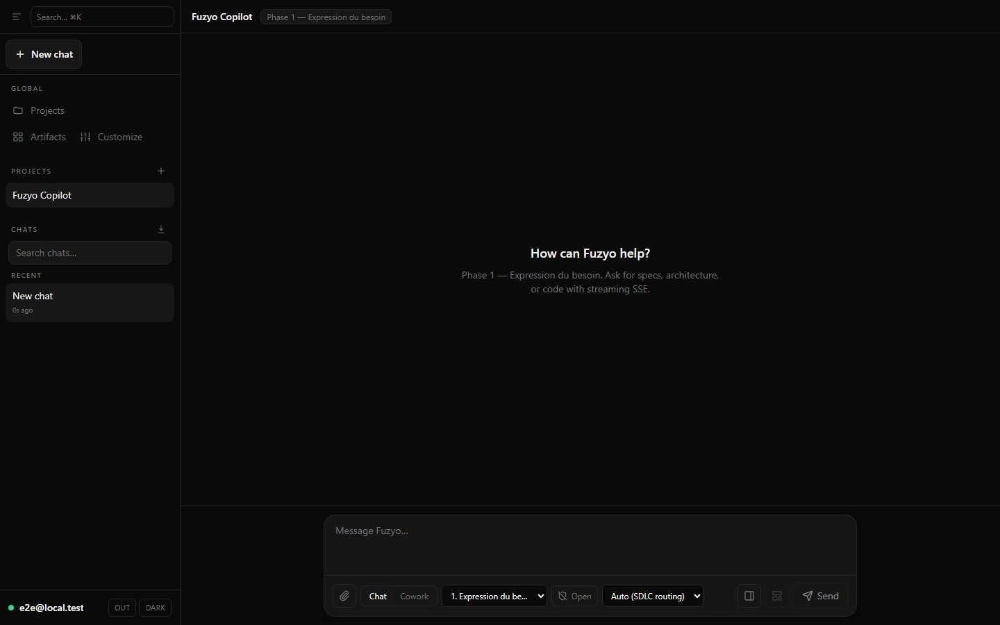 Search... ⌘K
New chat
GLOBAL
Projects
Artifacts
Customize
PROJECTS
Fuzyo Copilot
CHATS
Search chats...
RECENT
New chat
0s ago
e2e@local.test
OUT
DARK
Fuzyo Copilot
Phase 1 — Expression du besoin
How can Fuzyo help?
Phase 1 — Expression du besoin. Ask for specs, architecture,
or code with streaming SSE.
Message Fuzyo...
Chat
Cowork
1. Expression du be...
Open
Auto (SDLC routing)
Send